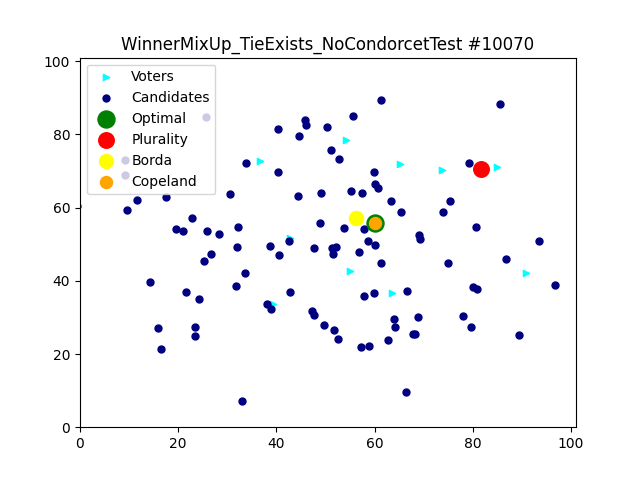 WinnerMixUp_TieExists_NoCondorcetTest #10070
100
80
60
40
20
0
0
20
40
60
80
100
Voters
Candidates
Optimal
Plurality
Borda
Copeland